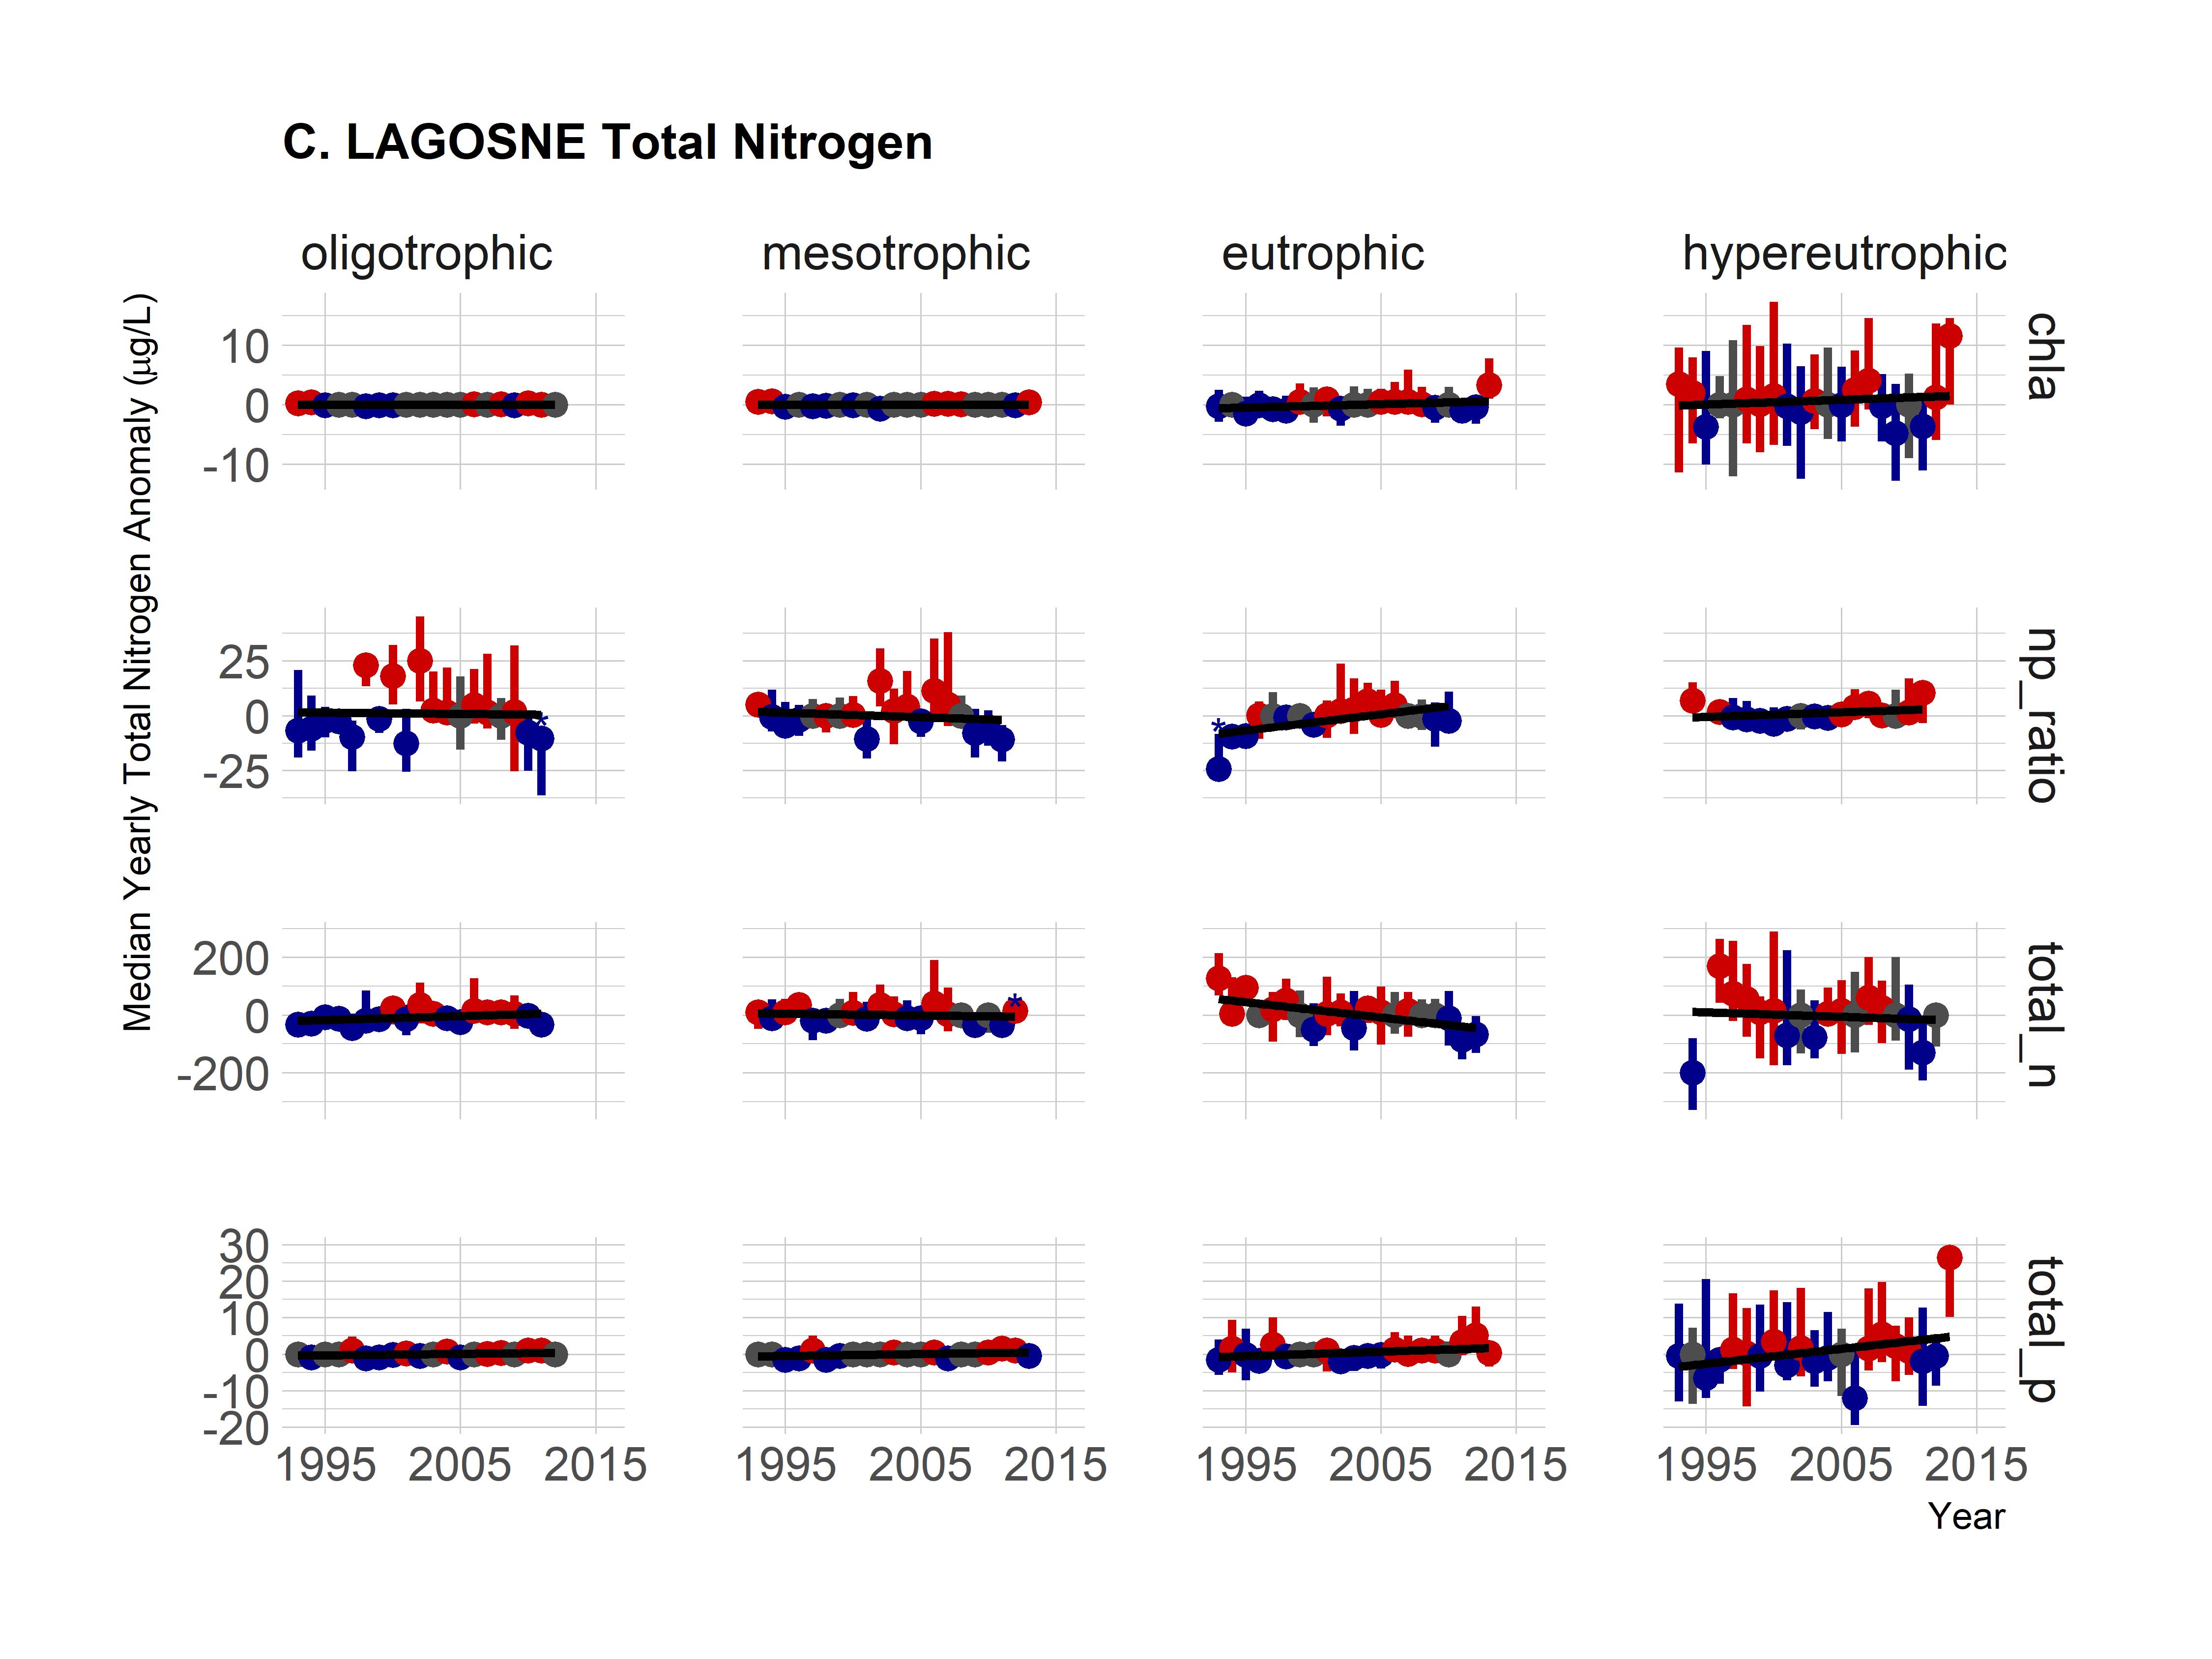 C. LAGOSNE Total Nitrogen
oligotrophic
mesotrophic
eutrophic
hypereutrophic
Median Yearly Total Nitrogen Anomaly (μg/L)
10
0
-10
chla
25
0
-25
*
*
np_ratio
200
0
-200
*
total_n
30
20
10
0
-10
-20
total_p
1995 2005 2015
1995 2005 2015
1995 2005 2015
1995 2005 2015
Year